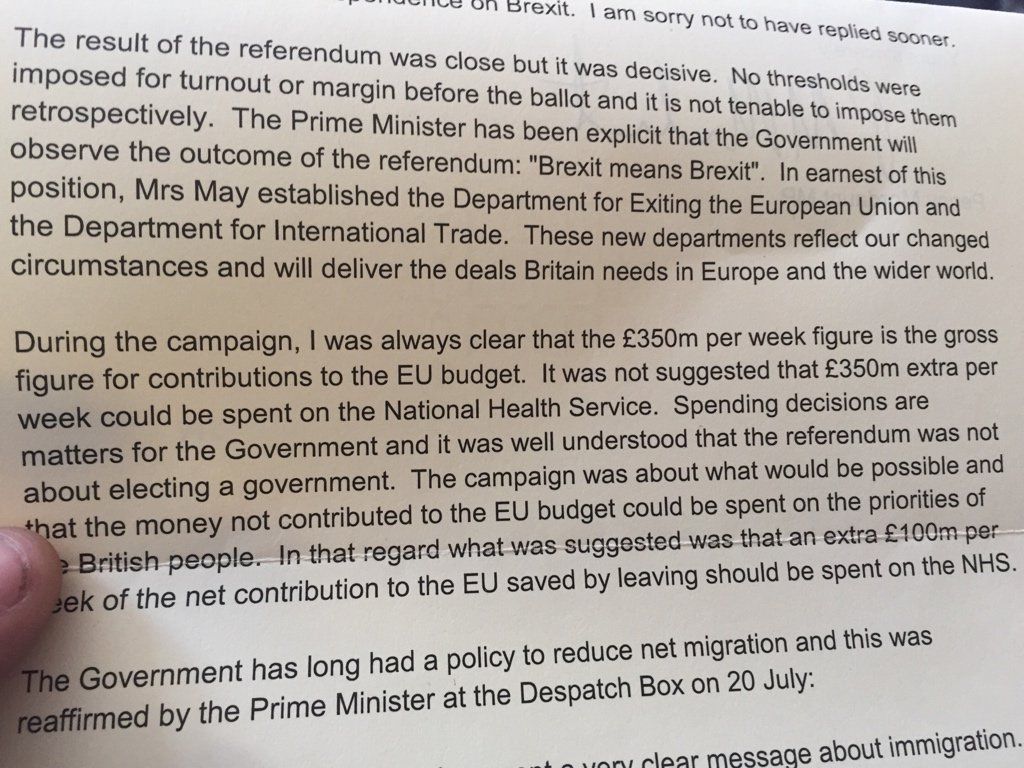 on Brexit.  I am sorry not to have replied sooner.
The result of the referendum was close but it was decisive.  No thresholds were
imposed for turnout or margin before the ballot and it is not tenable to impose them
retrospectively.  The Prime Minister has been explicit that the Government will
observe the outcome of the referendum: "Brexit means Brexit".  In earnest of this
position, Mrs May established the Department for Exiting the European Union and
the Department for International Trade.  These new departments reflect our changed
circumstances and will deliver the deals Britain needs in Europe and the wider world.
During the campaign, I was always clear that the £350m per week figure is the gross
figure for contributions to the EU budget.  It was not suggested that £350m extra per
week could be spent on the National Health Service.  Spending decisions are
matters for the Government and it was well understood that the referendum was not
about electing a government.  The campaign was about what would be possible and
that the money not contributed to the EU budget could be spent on the priorities of
British people.  In that regard what was suggested was that an extra £100m per
of the net contribution to the EU saved by leaving should be spent on the NHS.
The Government has long had a policy to reduce net migration and this was
reaffirmed by the Prime Minister at the Despatch Box on 20 July:
a very clear message about immigration.